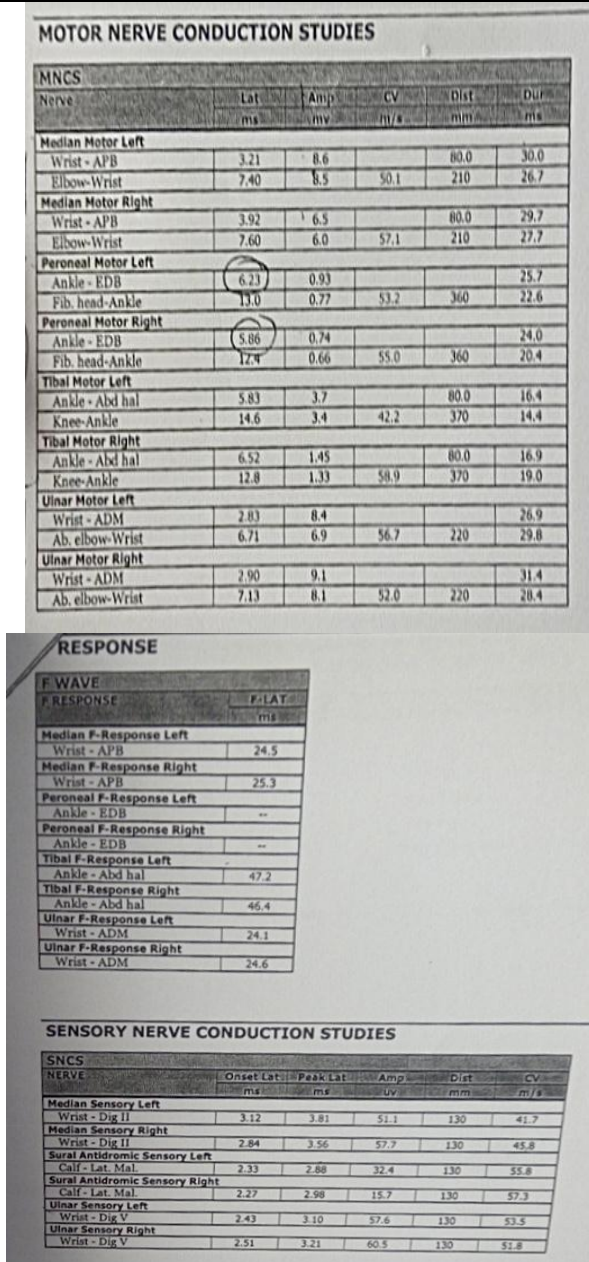 MOTOR NERVE CONDUCTION STUDIES
MNCS
Nerve Lat Amp CV Dist Dur
ms mv m/s mm ms
Median Motor Left
Wrist - APB 3.21 8.6 80.0 30.0
Elbow-Wrist 7.40 8.5 50.1 210 26.7
Median Motor Right
Wrist - APB 3.92 6.5 80.0 29.7
Elbow-Wrist 7.60 6.0 57.1 210 27.7
Peroneal Motor Left
Ankle - EDB 6.23 0.93 25.7
Fib. head-Ankle 13.0 0.77 53.2 360 22.6
Peroneal Motor Right
Ankle - EDB 5.86 0.74 24.0
Fib. head-Ankle 12.4 0.66 55.0 360 20.4
Tibal Motor Left
Ankle - Abd hal 5.83 3.7 80.0 16.4
Knee-Ankle 14.6 3.4 42.2 370 14.4
Tibal Motor Right
Ankle - Abd hal 6.52 1.45 80.0 16.9
Knee-Ankle 12.8 1.33 58.9 370 19.0
Ulnar Motor Left
Wrist - ADM 2.83 8.4 26.9
Ab. elbow-Wrist 6.71 6.9 56.7 220 29.8
Ulnar Motor Right
Wrist - ADM 2.90 9.1 31.4
Ab. elbow-Wrist 7.13 8.1 52.0 220 28.4
RESPONSE
F WAVE
F RESPONSE F-LAT
ms
Median F-Response Left
Wrist - APB 24.5
Median F-Response Right
Wrist - APB 25.3
Peroneal F-Response Left
Ankle - EDB --
Peroneal F-Response Right
Ankle - EDB --
Tibal F-Response Left
Ankle - Abd hal 47.2
Tibal F-Response Right
Ankle - Abd hal 46.4
Ulnar F-Response Left
Wrist - ADM 24.1
Ulnar F-Response Right
Wrist - ADM 24.6
SENSORY NERVE CONDUCTION STUDIES
SNCS
NERVE Onset Lat Peak Lat Amp Dist CV
ms ms uv mm m/s
Median Sensory Left
Wrist - Dig II 3.12 3.81 51.1 130 41.7
Median Sensory Right
Wrist - Dig II 2.84 3.56 57.7 130 45.8
Sural Antidromic Sensory Left
Calf - Lat. Mal. 2.33 2.88 32.4 130 55.8
Sural Antidromic Sensory Right
Calf - Lat. Mal. 2.27 2.98 15.7 130 57.3
Ulnar Sensory Left
Wrist - Dig V 2.43 3.10 57.6 130 53.5
Ulnar Sensory Right
Wrist - Dig V 2.51 3.21 60.5 130 51.8